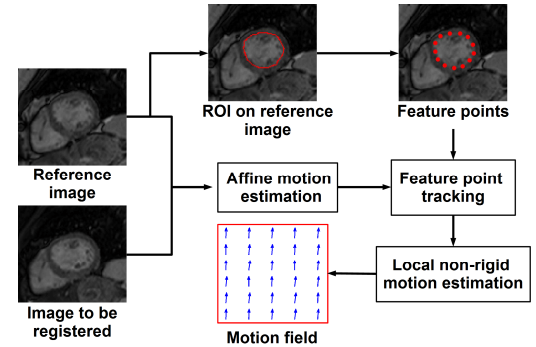 ROI on reference
image
Feature points
Reference
image
Affine motion
estimation
Feature point
tracking
Local non-rigid
motion estimation
Image to be
registered
Motion field